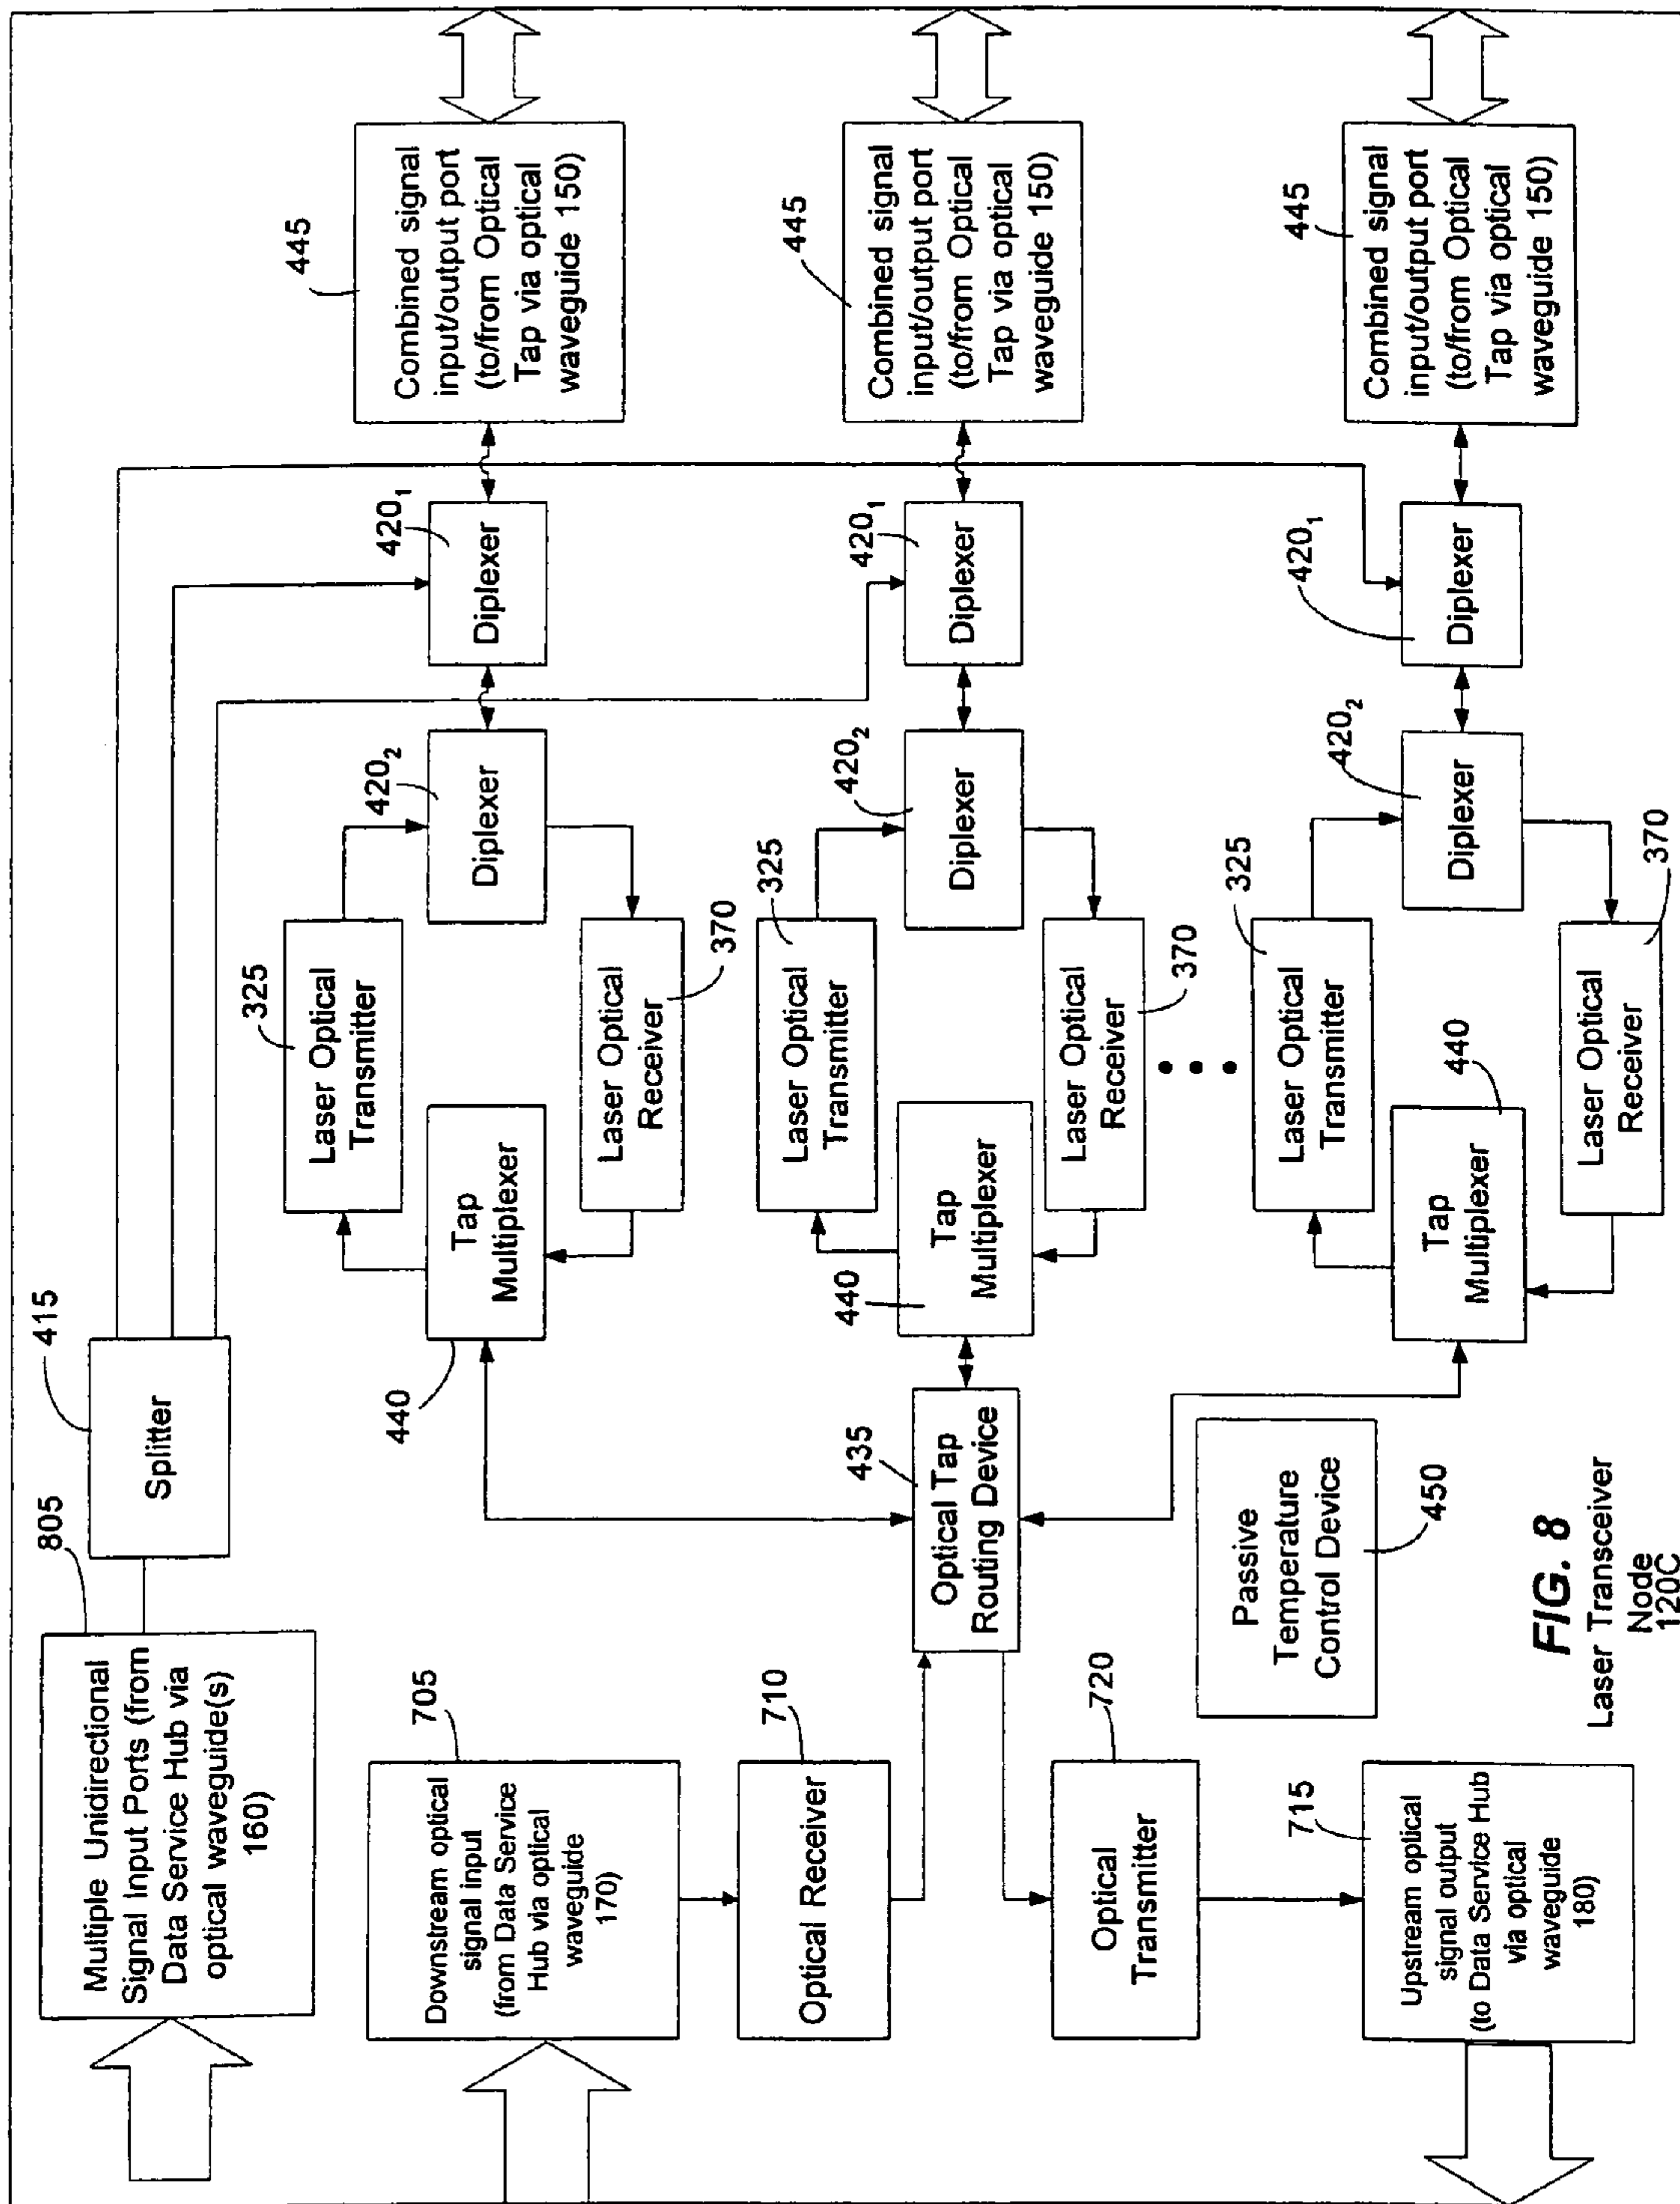 805
Multiple Unidirectional
Signal Input Ports (from
Data Service Hub via
optical waveguide(s)
160)
415
Splitter
705
Downstream optical
signal input
(from Data Service
Hub via optical
waveguide
170)
710
Optical Receiver
720
Optical
Transmitter
715
Upstream optical
signal output
(to Data Service Hub
via optical
waveguide
180)
435
Optical Tap
Routing Device
Passive
Temperature
Control Device
450
440
Tap
Multiplexer
325
Laser Optical
Transmitter
Laser Optical
Receiver
370
420₂
Diplexer
420₁
Diplexer
445
Combined signal
input/output port
(to/from Optical
Tap via optical
waveguide 150)
440
Tap
Multiplexer
325
Laser Optical
Transmitter
Laser Optical
Receiver
370
420₂
Diplexer
420₁
Diplexer
445
Combined signal
input/output port
(to/from Optical
Tap via optical
waveguide 150)
440
Tap
Multiplexer
325
Laser Optical
Transmitter
Laser Optical
Receiver
370
420₂
Diplexer
420₁
Diplexer
445
Combined signal
input/output port
(to/from Optical
Tap via optical
waveguide 150)
FIG. 8
Laser Transceiver
Node
120C